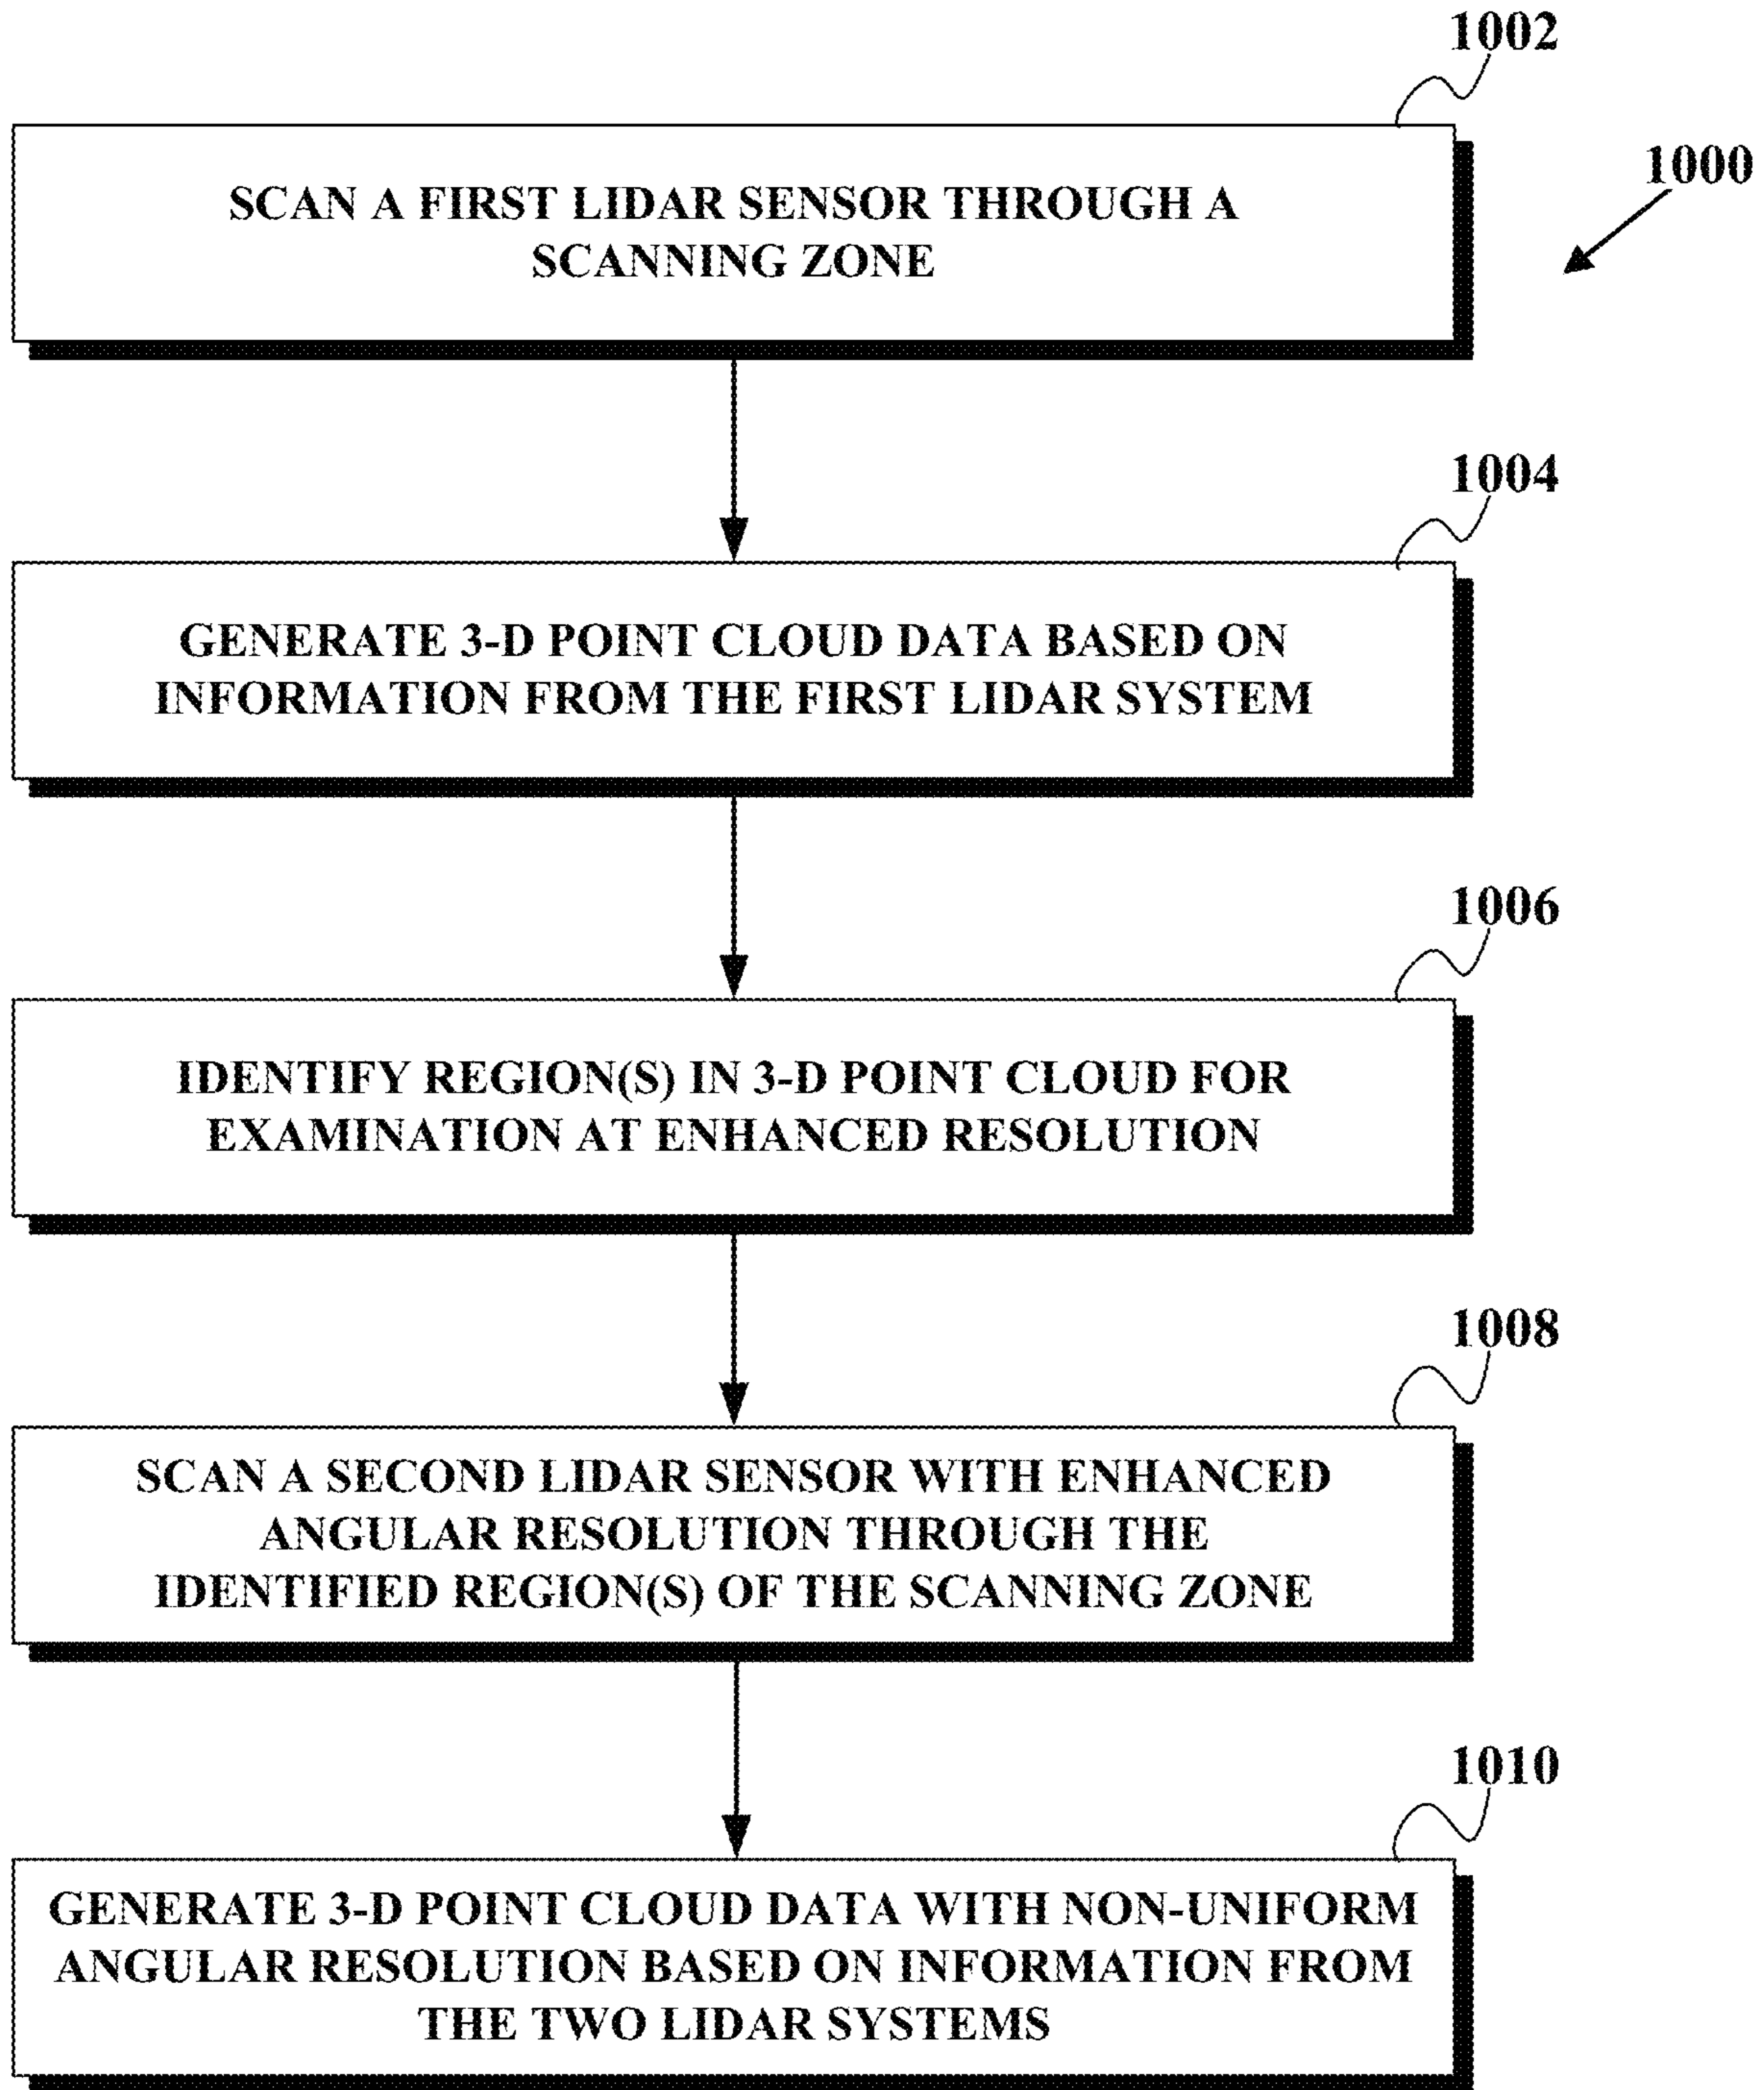 1002
1000
SCAN A FIRST LIDAR SENSOR THROUGH A
SCANNING ZONE
1004
GENERATE 3-D POINT CLOUD DATA BASED ON
INFORMATION FROM THE FIRST LIDAR SYSTEM
1006
IDENTIFY REGION(S) IN 3-D POINT CLOUD FOR
EXAMINATION AT ENHANCED RESOLUTION
1008
SCAN A SECOND LIDAR SENSOR WITH ENHANCED
ANGULAR RESOLUTION THROUGH THE
IDENTIFIED REGION(S) OF THE SCANNING ZONE
1010
GENERATE 3-D POINT CLOUD DATA WITH NON-UNIFORM
ANGULAR RESOLUTION BASED ON INFORMATION FROM
THE TWO LIDAR SYSTEMS